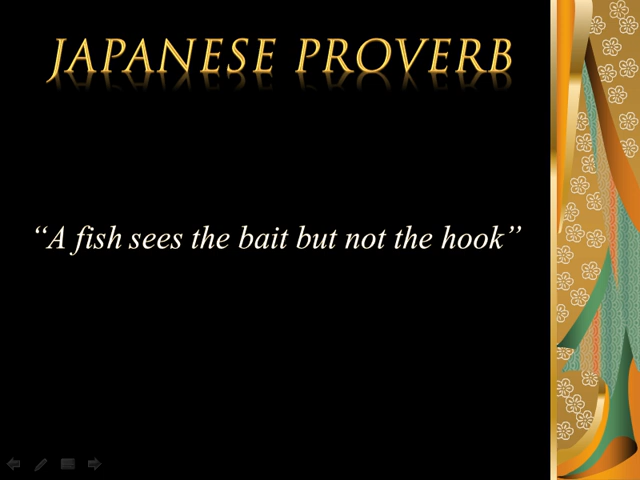 JAPANESE PROVERB
“A fish sees the bait but not the hook”